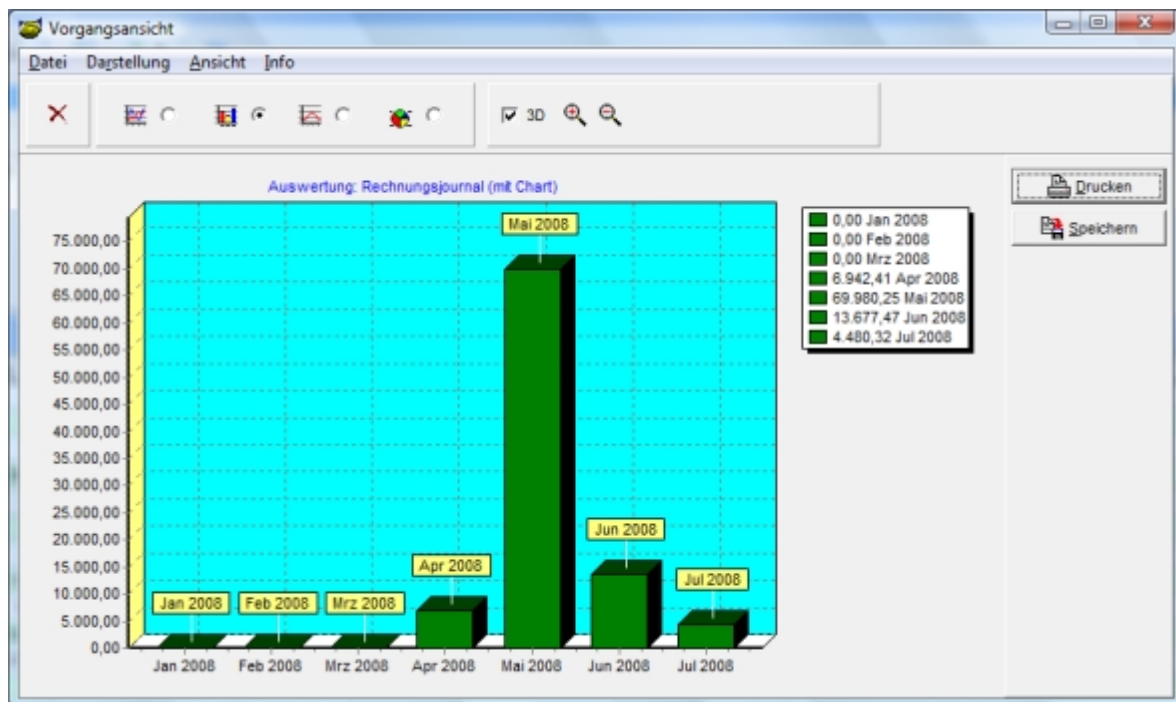 Vorgangsansicht
Datei Darstellung Ansicht Info
3D
Auswertung: Rechnungsjournal (mit Chart)
Drucken
Speichern
75.000,00
70.000,00
65.000,00
60.000,00
55.000,00
50.000,00
45.000,00
40.000,00
35.000,00
30.000,00
25.000,00
20.000,00
15.000,00
10.000,00
5.000,00
0,00
Jan 2008
Feb 2008
Mrz 2008
Apr 2008
Mai 2008
Jun 2008
Jul 2008
Jan 2008 Feb 2008 Mrz 2008 Apr 2008 Mai 2008 Jun 2008 Jul 2008
0,00 Jan 2008
0,00 Feb 2008
0,00 Mrz 2008
6.942,41 Apr 2008
69.980,25 Mai 2008
13.677,47 Jun 2008
4.480,32 Jul 2008